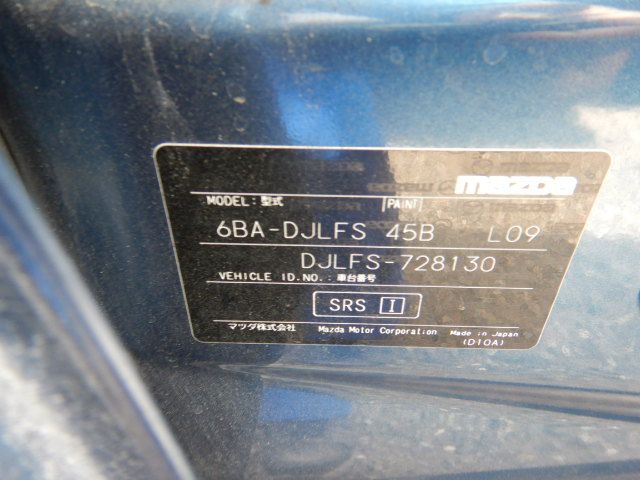 mazda
MODEL:型式 PAINT
6BA-DJLFS 45B L09
DJLFS-728130
VEHICLE ID.NO.:車台番号
SRS I
マツダ株式会社 Mazda Motor Corporation Made in Japan
(D10A)